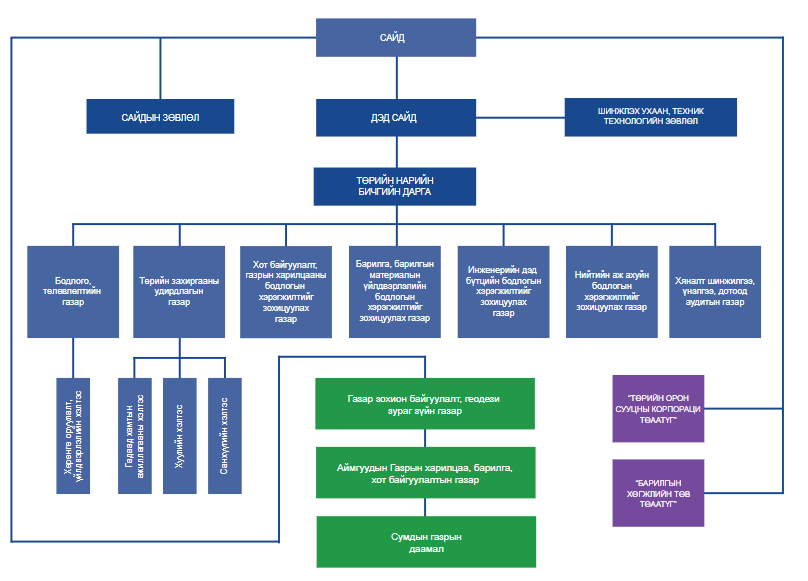 САЙД
САЙДЫН ЗӨВЛӨЛ
ДЭД САЙД
ШИНЖЛЭХ УХААН, ТЕХНИК
ТЕХНОЛОГИЙН ЗӨВЛӨЛ
ТӨРИЙН НАРИЙН
БИЧГИЙН ДАРГА
Бодлого,
төлөвлөлтийн
газар
Төрийн захиргааны
удирдлагын
газар
Хот байгуулалт,
газрын харилцааны
бодлогын
хэрэгжилтийг
зохицуулах
газар
Барилга, барилгын
материалын
үйлдвэрлэлийн
бодлогын
хэрэгжилтийг
зохицуулах газар
Инженерийн дэд
бүтцийн бодлогын
хэрэгжилтийг
зохицуулах
газар
Нийтийн аж ахуйн
бодлогын
хэрэгжилтийг
зохицуулах газар
Хяналт шинжилгээ,
үнэлгээ, дотоод
аудитын газар
Хөрөнгө оруулалт,
үйлдвэрлэлийн хэлтэс
Гадаад хамтын
ажиллагааны хэлтэс
Хуулийн хэлтэс
Санхүүгийн хэлтэс
Газар зохион байгуулалт, геодези
зураг зүйн газар
Аймгуудын Газрын харилцаа, барилга,
хот байгуулалтын газар
Сумдын газрын
даамал
"ТӨРИЙН ОРОН
СУУЦНЫ КОРПОРАЦИ
ТӨААТҮГ"
"БАРИЛГЫН
ХӨГЖЛИЙН ТӨВ
ТӨААТҮГ"